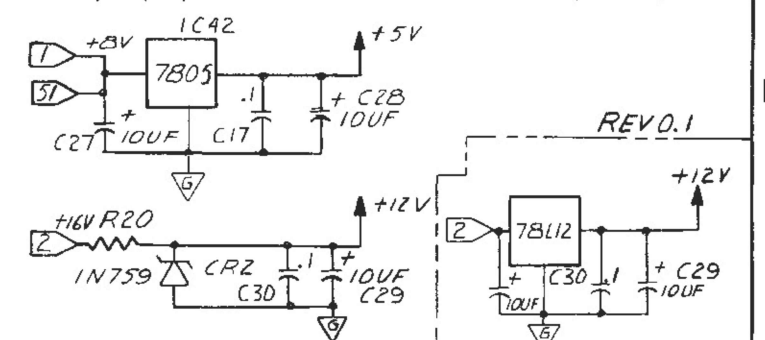 IC42
+8V
+5V
1
7805
51
.1
+ C28
10UF
+
10UF
C27
C17
G
REV 0.1
+12V
+16V R20
+12V
2
2
78L12
.1
+
1N759
CR2
10UF
C30
C29
+
10UF
C30
.1
+ C29
10UF
G
G